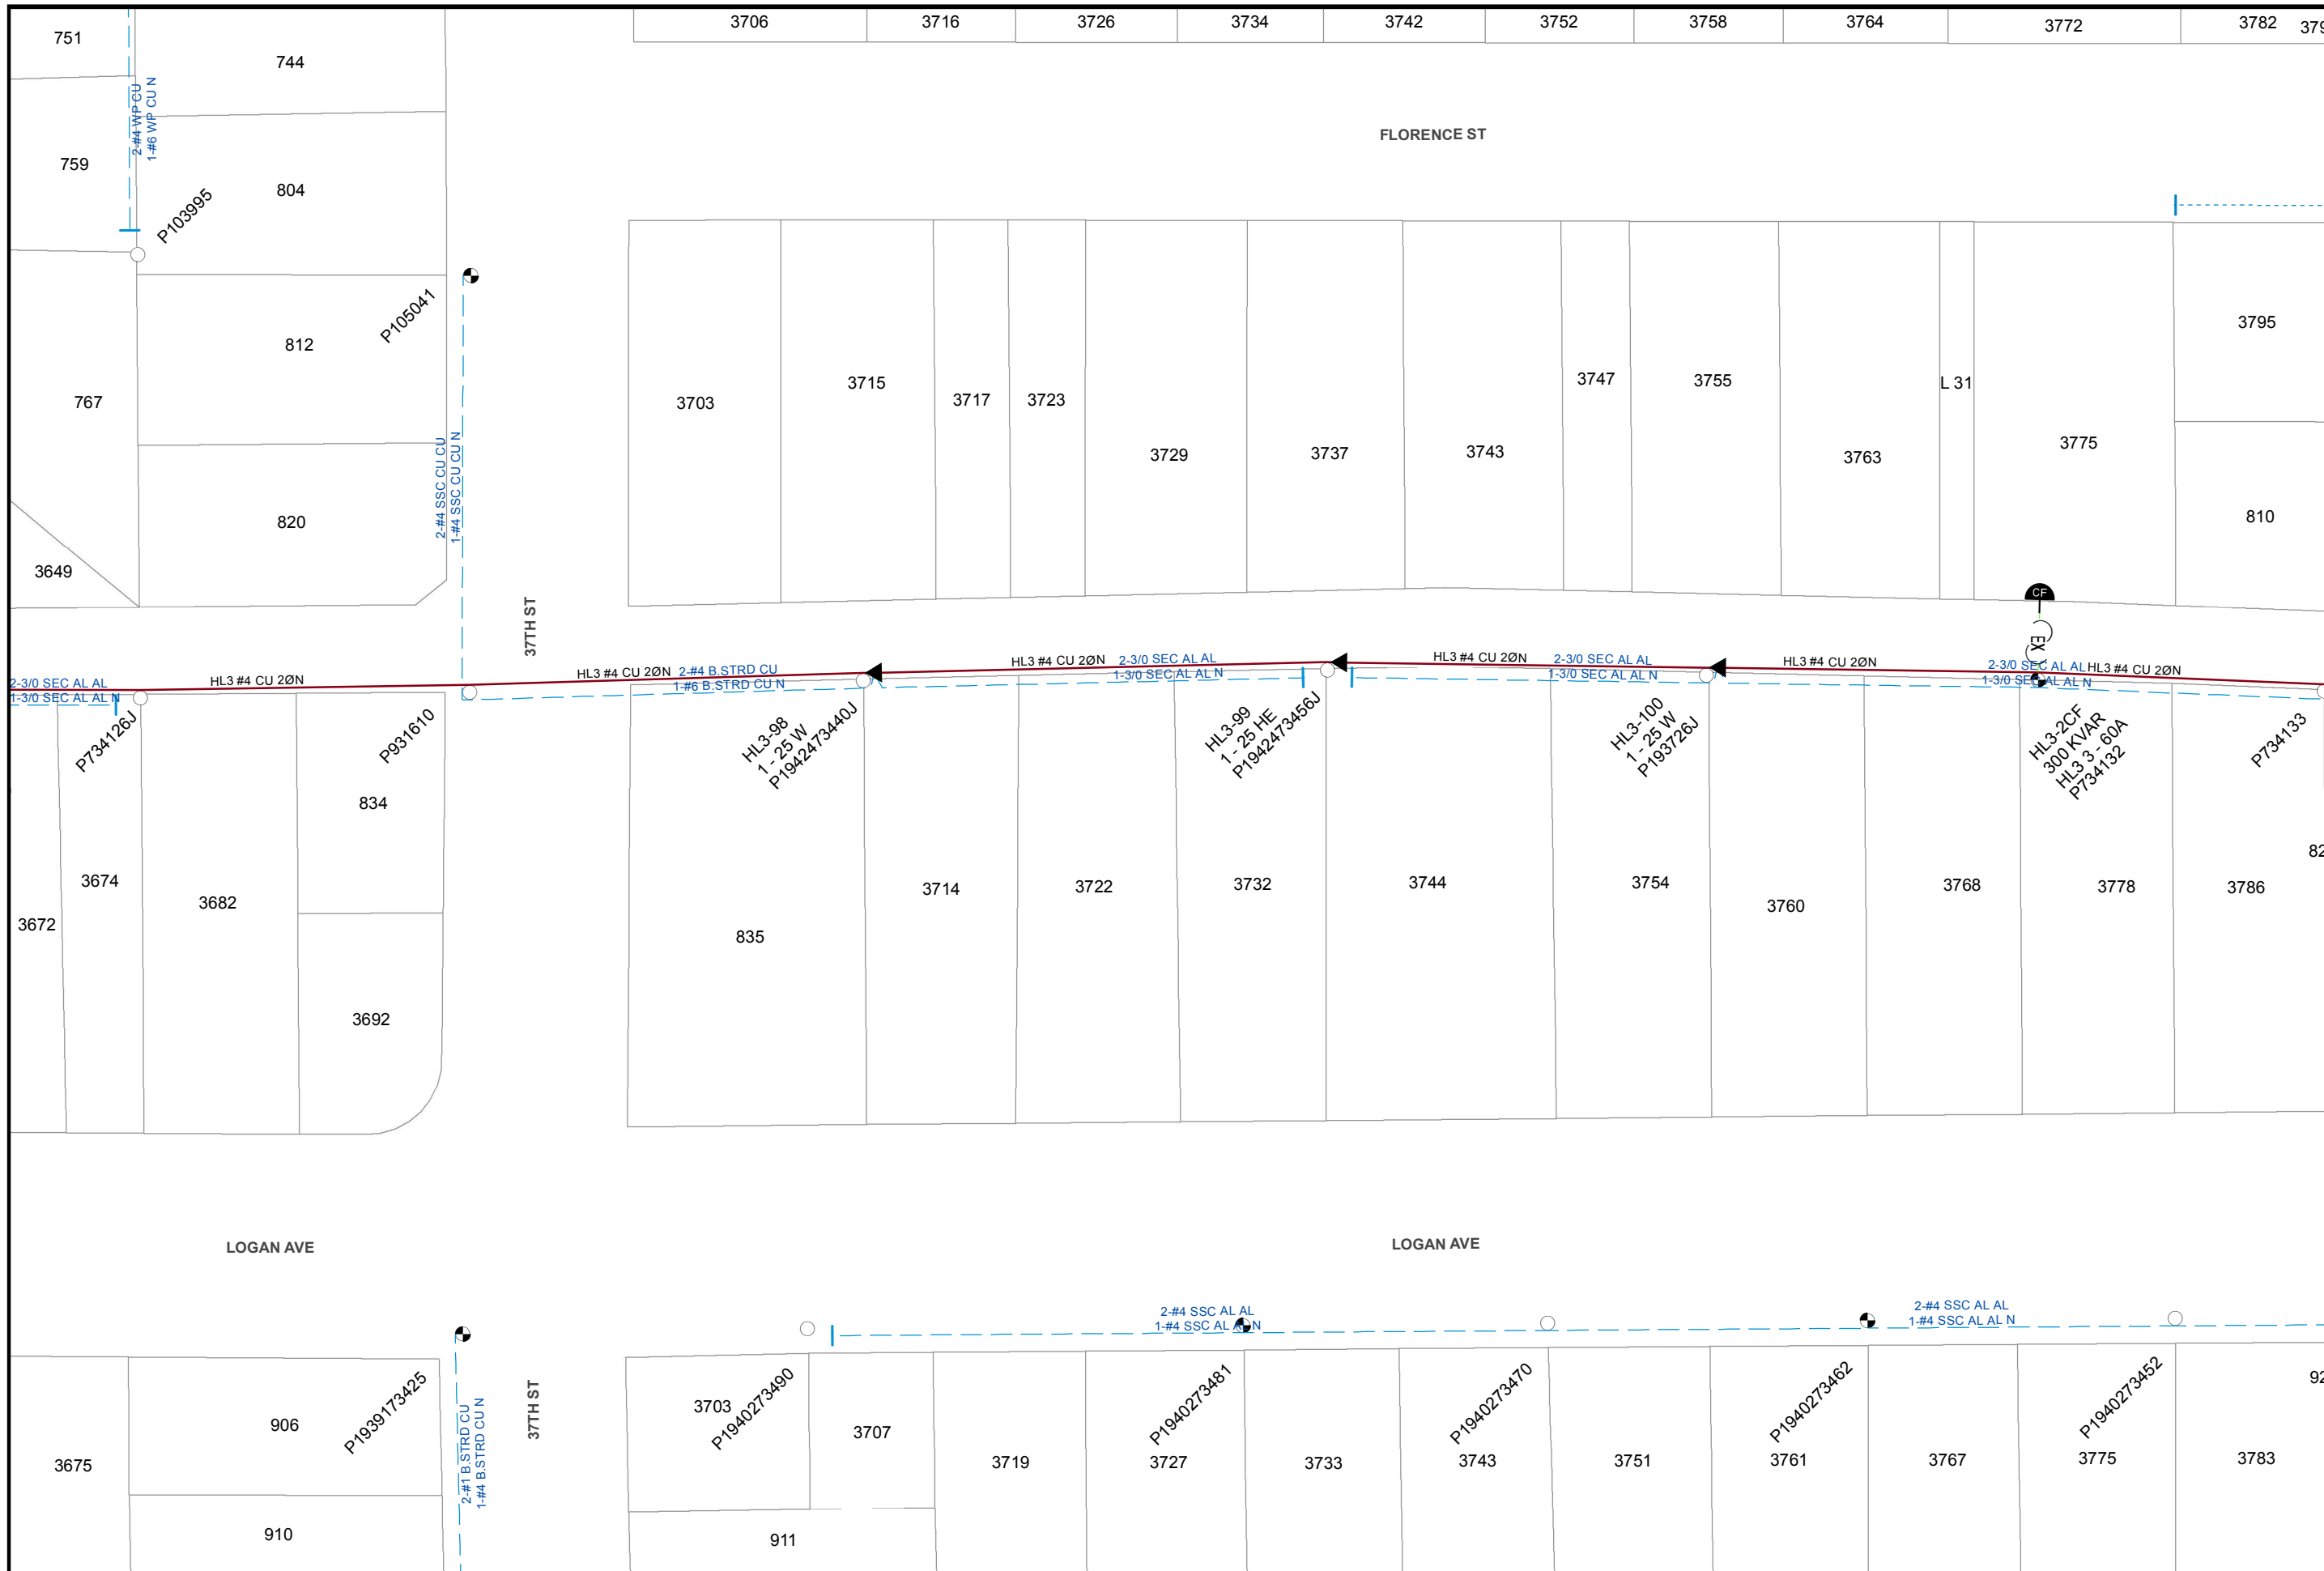 3706
3716
3726
3734
3742
3752
3758
3764
3772
3782
751
744
2-#4 WP CU
1-#6 WP CU N
FLORENCE ST
759
804
P103995
P105041
812
767
3795
3703
3715
3717
3723
3747
3755
L 31
3729
3737
3743
3763
3775
2-#4 SSC CU CU
1-#4 SSC CU CU N
820
810
3649
37TH ST
CF
EX
2-3/0 SEC AL AL
1-3/0 SEC AL AL N
HL3 #4 CU 2ØN
HL3 #4 CU 2ØN
2-#4 B.STRD CU
1-#6 B.STRD CU N
HL3 #4 CU 2ØN
2-3/0 SEC AL AL
1-3/0 SEC AL AL N
HL3 #4 CU 2ØN
2-3/0 SEC AL AL
1-3/0 SEC AL AL N
HL3 #4 CU 2ØN
2-3/0 SEC AL AL
1-3/0 SEC AL AL N
HL3 #4 CU 2ØN
P734126J
P931610
HL3-98
1 - 25 W
P1942473440J
HL3-99
1 - 25 HE
P1942473456J
HL3-100
1 - 25 W
P193726J
HL3-2CF
300 KVAR
HL3 3 - 60A
P734132
P734133
834
3674
3682
3672
835
3714
3722
3732
3744
3754
3760
3768
3778
3786
3692
LOGAN AVE
LOGAN AVE
2-#4 SSC AL AL
1-#4 SSC AL AL N
2-#4 SSC AL AL
1-#4 SSC AL AL N
P1939173425
37TH ST
P1940273490
P1940273481
P1940273470
P1940273462
P1940273452
2-#1 B.STRD CU
1-#4 B.STRD CU N
906
3703
3707
3675
3719
3727
3733
3743
3751
3761
3767
3775
3783
910
911